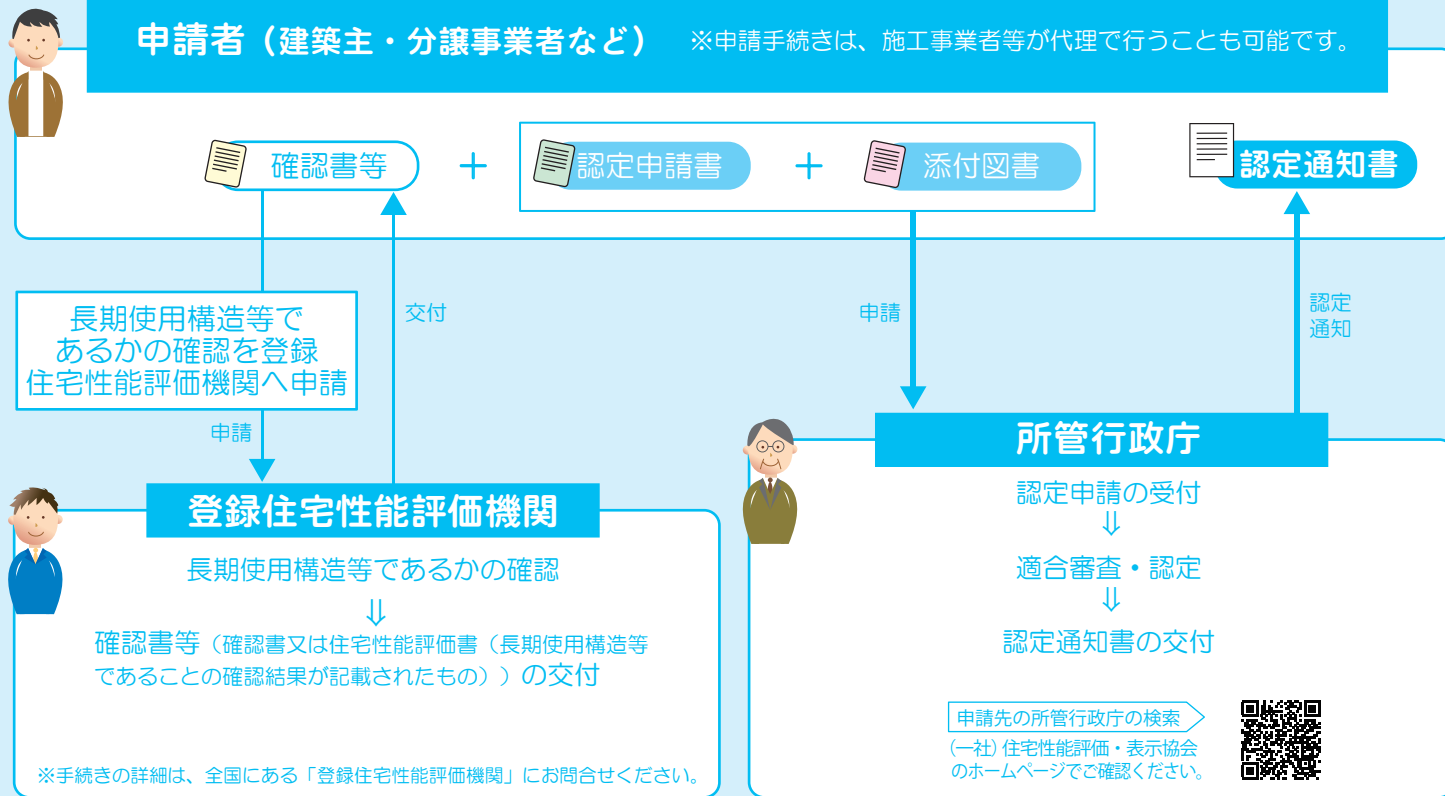 申請者（建築主・分譲事業者など） ※申請手続きは、施工事業者等が代理で行うことも可能です。
確認書等 ＋ 認定申請書 ＋ 添付図書
認定通知書
長期使用構造等で
あるかの確認を登録
住宅性能評価機関へ申請
申請
交付
申請
認定
通知
登録住宅性能評価機関
長期使用構造等であるかの確認
⇓
確認書等（確認書又は住宅性能評価書（長期使用構造等
であることの確認結果が記載されたもの））の交付
※手続きの詳細は、全国にある「登録住宅性能評価機関」にお問合せください。
所管行政庁
認定申請の受付
⇓
適合審査・認定
⇓
認定通知書の交付
申請先の所管行政庁の検索
(一社)住宅性能評価・表示協会
のホームページでご確認ください。